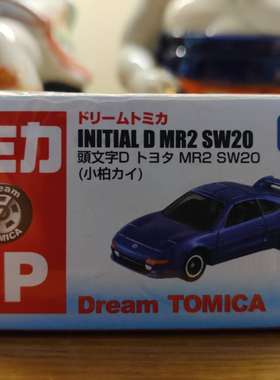 ドリームトミカ
INITIAL D MR2 SW20
頭文字D トヨタ MR2 SW20
(小柏カイ)
ミカ
Dream
TOMICA
P
Dream TOMICA